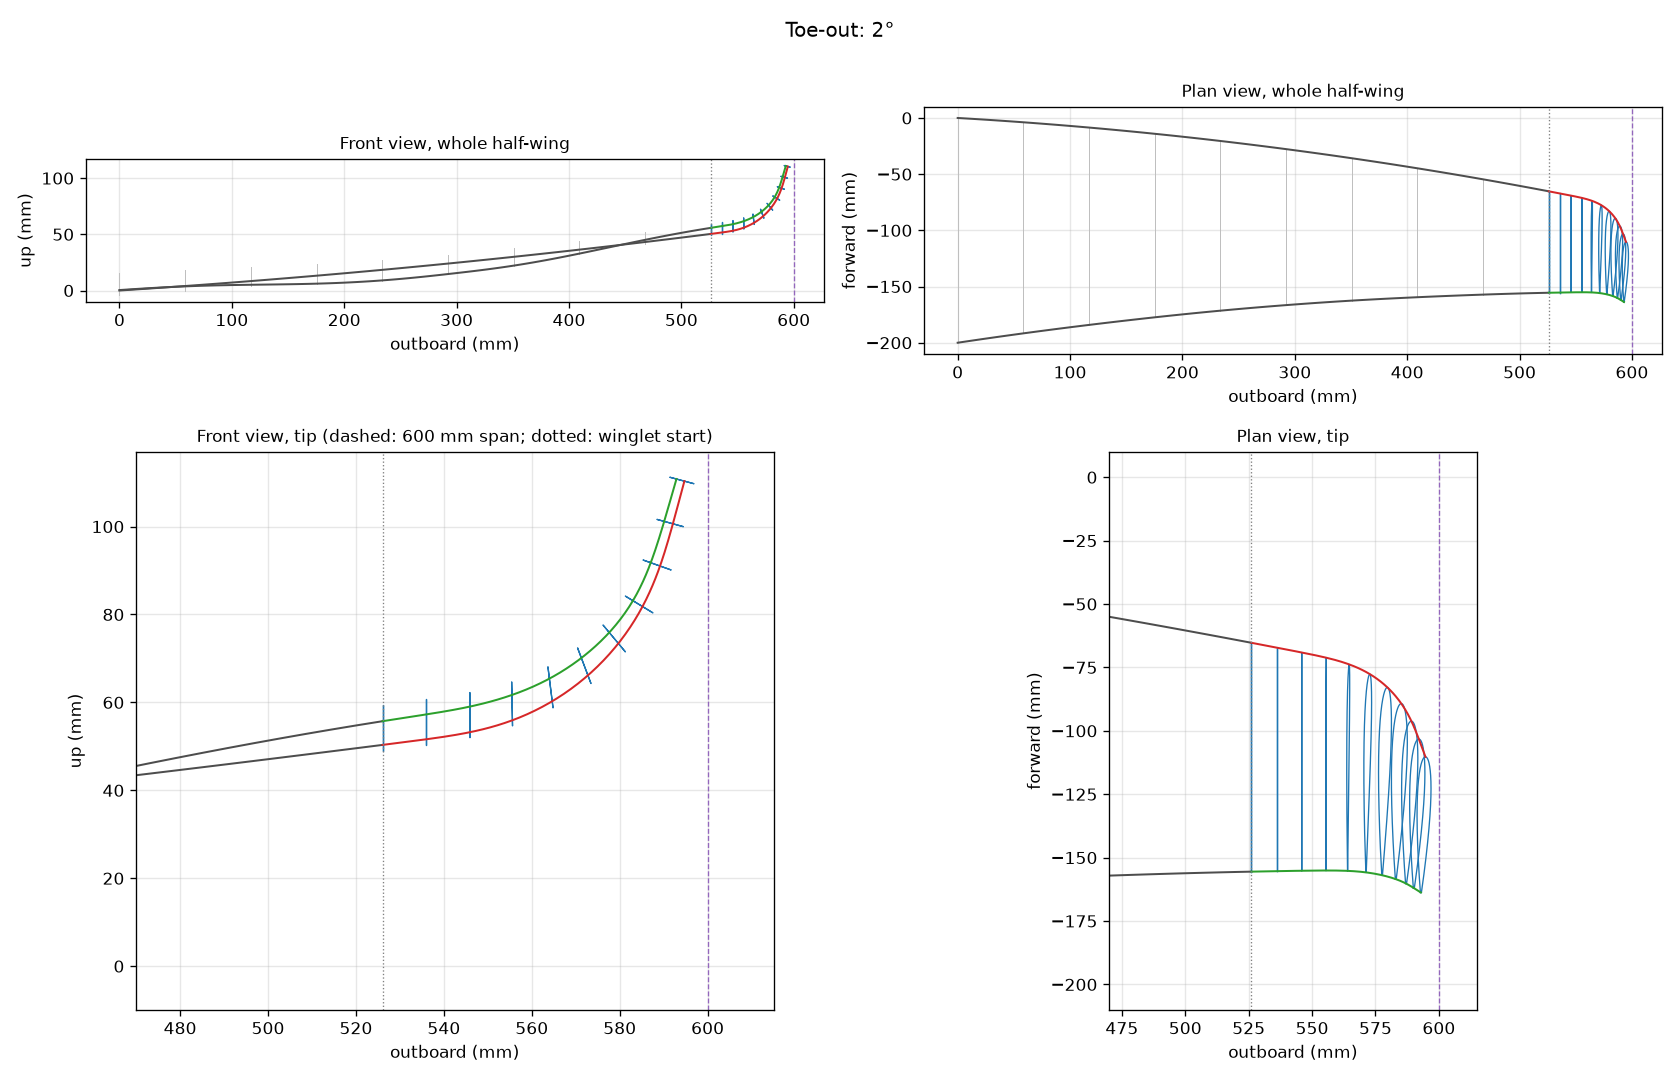 Toe-out: 2°
Front view, whole half-wing
up (mm)
100
50
0
0 100 200 300 400 500 600
outboard (mm)
Plan view, whole half-wing
forward (mm)
0
−50
−100
−150
−200
0 100 200 300 400 500 600
outboard (mm)
Front view, tip (dashed: 600 mm span; dotted: winglet start)
up (mm)
100
80
60
40
20
0
480 500 520 540 560 580 600
outboard (mm)
Plan view, tip
forward (mm)
0
−25
−50
−75
−100
−125
−150
−175
−200
475 500 525 550 575 600
outboard (mm)